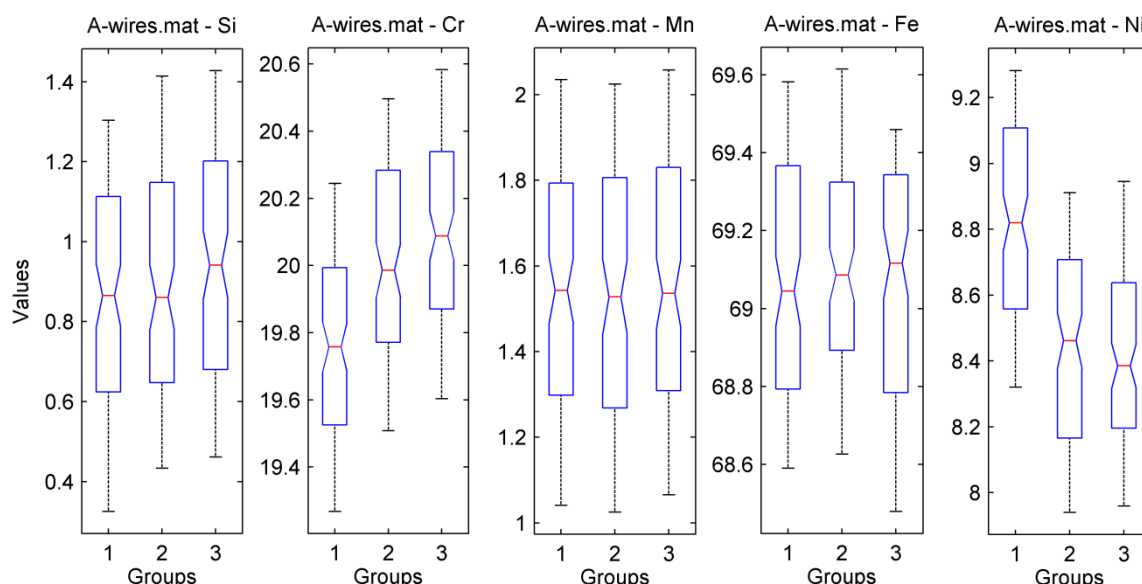 A-wires.mat - Si
A-wires.mat - Cr
A-wires.mat - Mn
A-wires.mat - Fe
A-wires.mat - Ni
Values
1.4
1.2
1
0.8
0.6
0.4
20.6
20.4
20.2
20
19.8
19.6
19.4
2
1.8
1.6
1.4
1.2
1
69.6
69.4
69.2
69
68.8
68.6
9.2
9
8.8
8.6
8.4
8.2
8
1 2 3
1 2 3
1 2 3
1 2 3
1 2 3
Groups
Groups
Groups
Groups
Groups